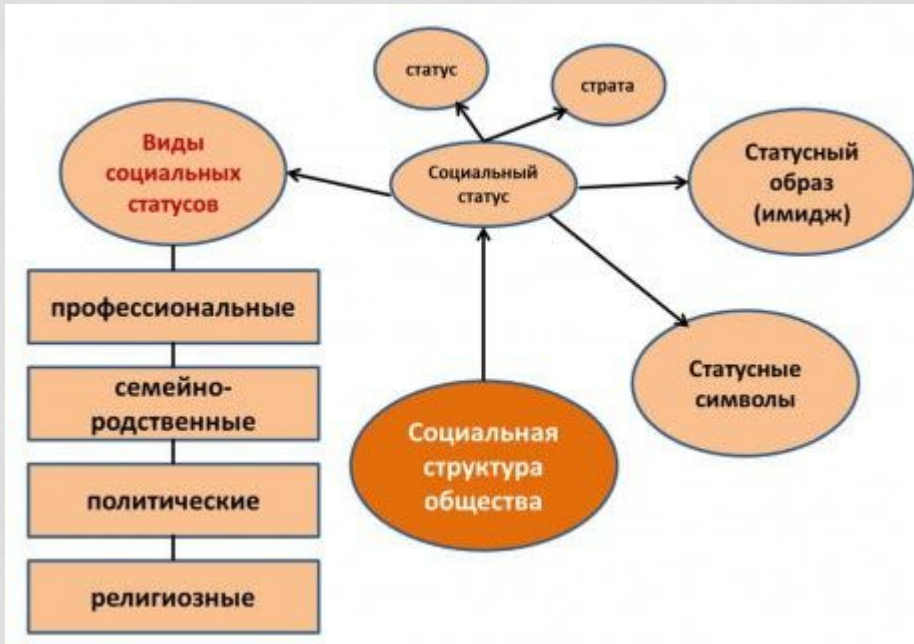 статус
страта
Виды
социальных
статусов
Социальный
статус
Статусный
образ
(имидж)
профессиональные
семейно-
родственные
политические
религиозные
Статусные
символы
Социальная
структура
общества